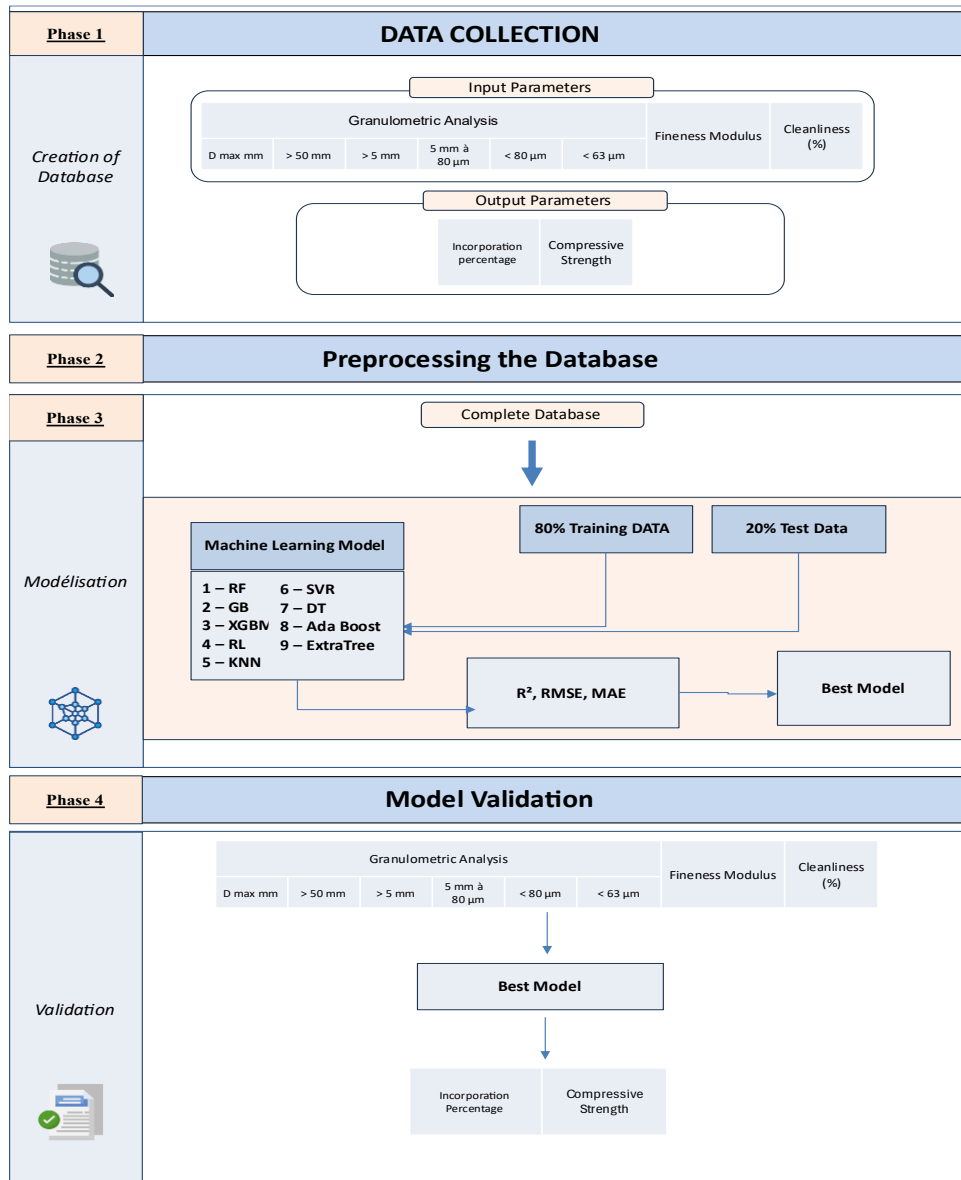 Phase 1
DATA COLLECTION
Creation of
Database
Input Parameters
Granulometric Analysis
Fineness Modulus
Cleanliness
(%)
D max mm
> 50 mm
> 5 mm
5 mm à
80 µm
< 80 µm
< 63 µm
Output Parameters
Incorporation
percentage
Compressive
Strength
Phase 2
Preprocessing the Database
Phase 3
Modélisation
Complete Database
80% Training DATA
20% Test Data
Machine Learning Model
1 – RF
2 – GB
3 – XGBM
4 – RL
5 – KNN
6 – SVR
7 – DT
8 – Ada Boost
9 – ExtraTree
R², RMSE, MAE
Best Model
Phase 4
Model Validation
Validation
Granulometric Analysis
Fineness Modulus
Cleanliness
(%)
D max mm
> 50 mm
> 5 mm
5 mm à
80 µm
< 80 µm
< 63 µm
Best Model
Incorporation
Percentage
Compressive
Strength